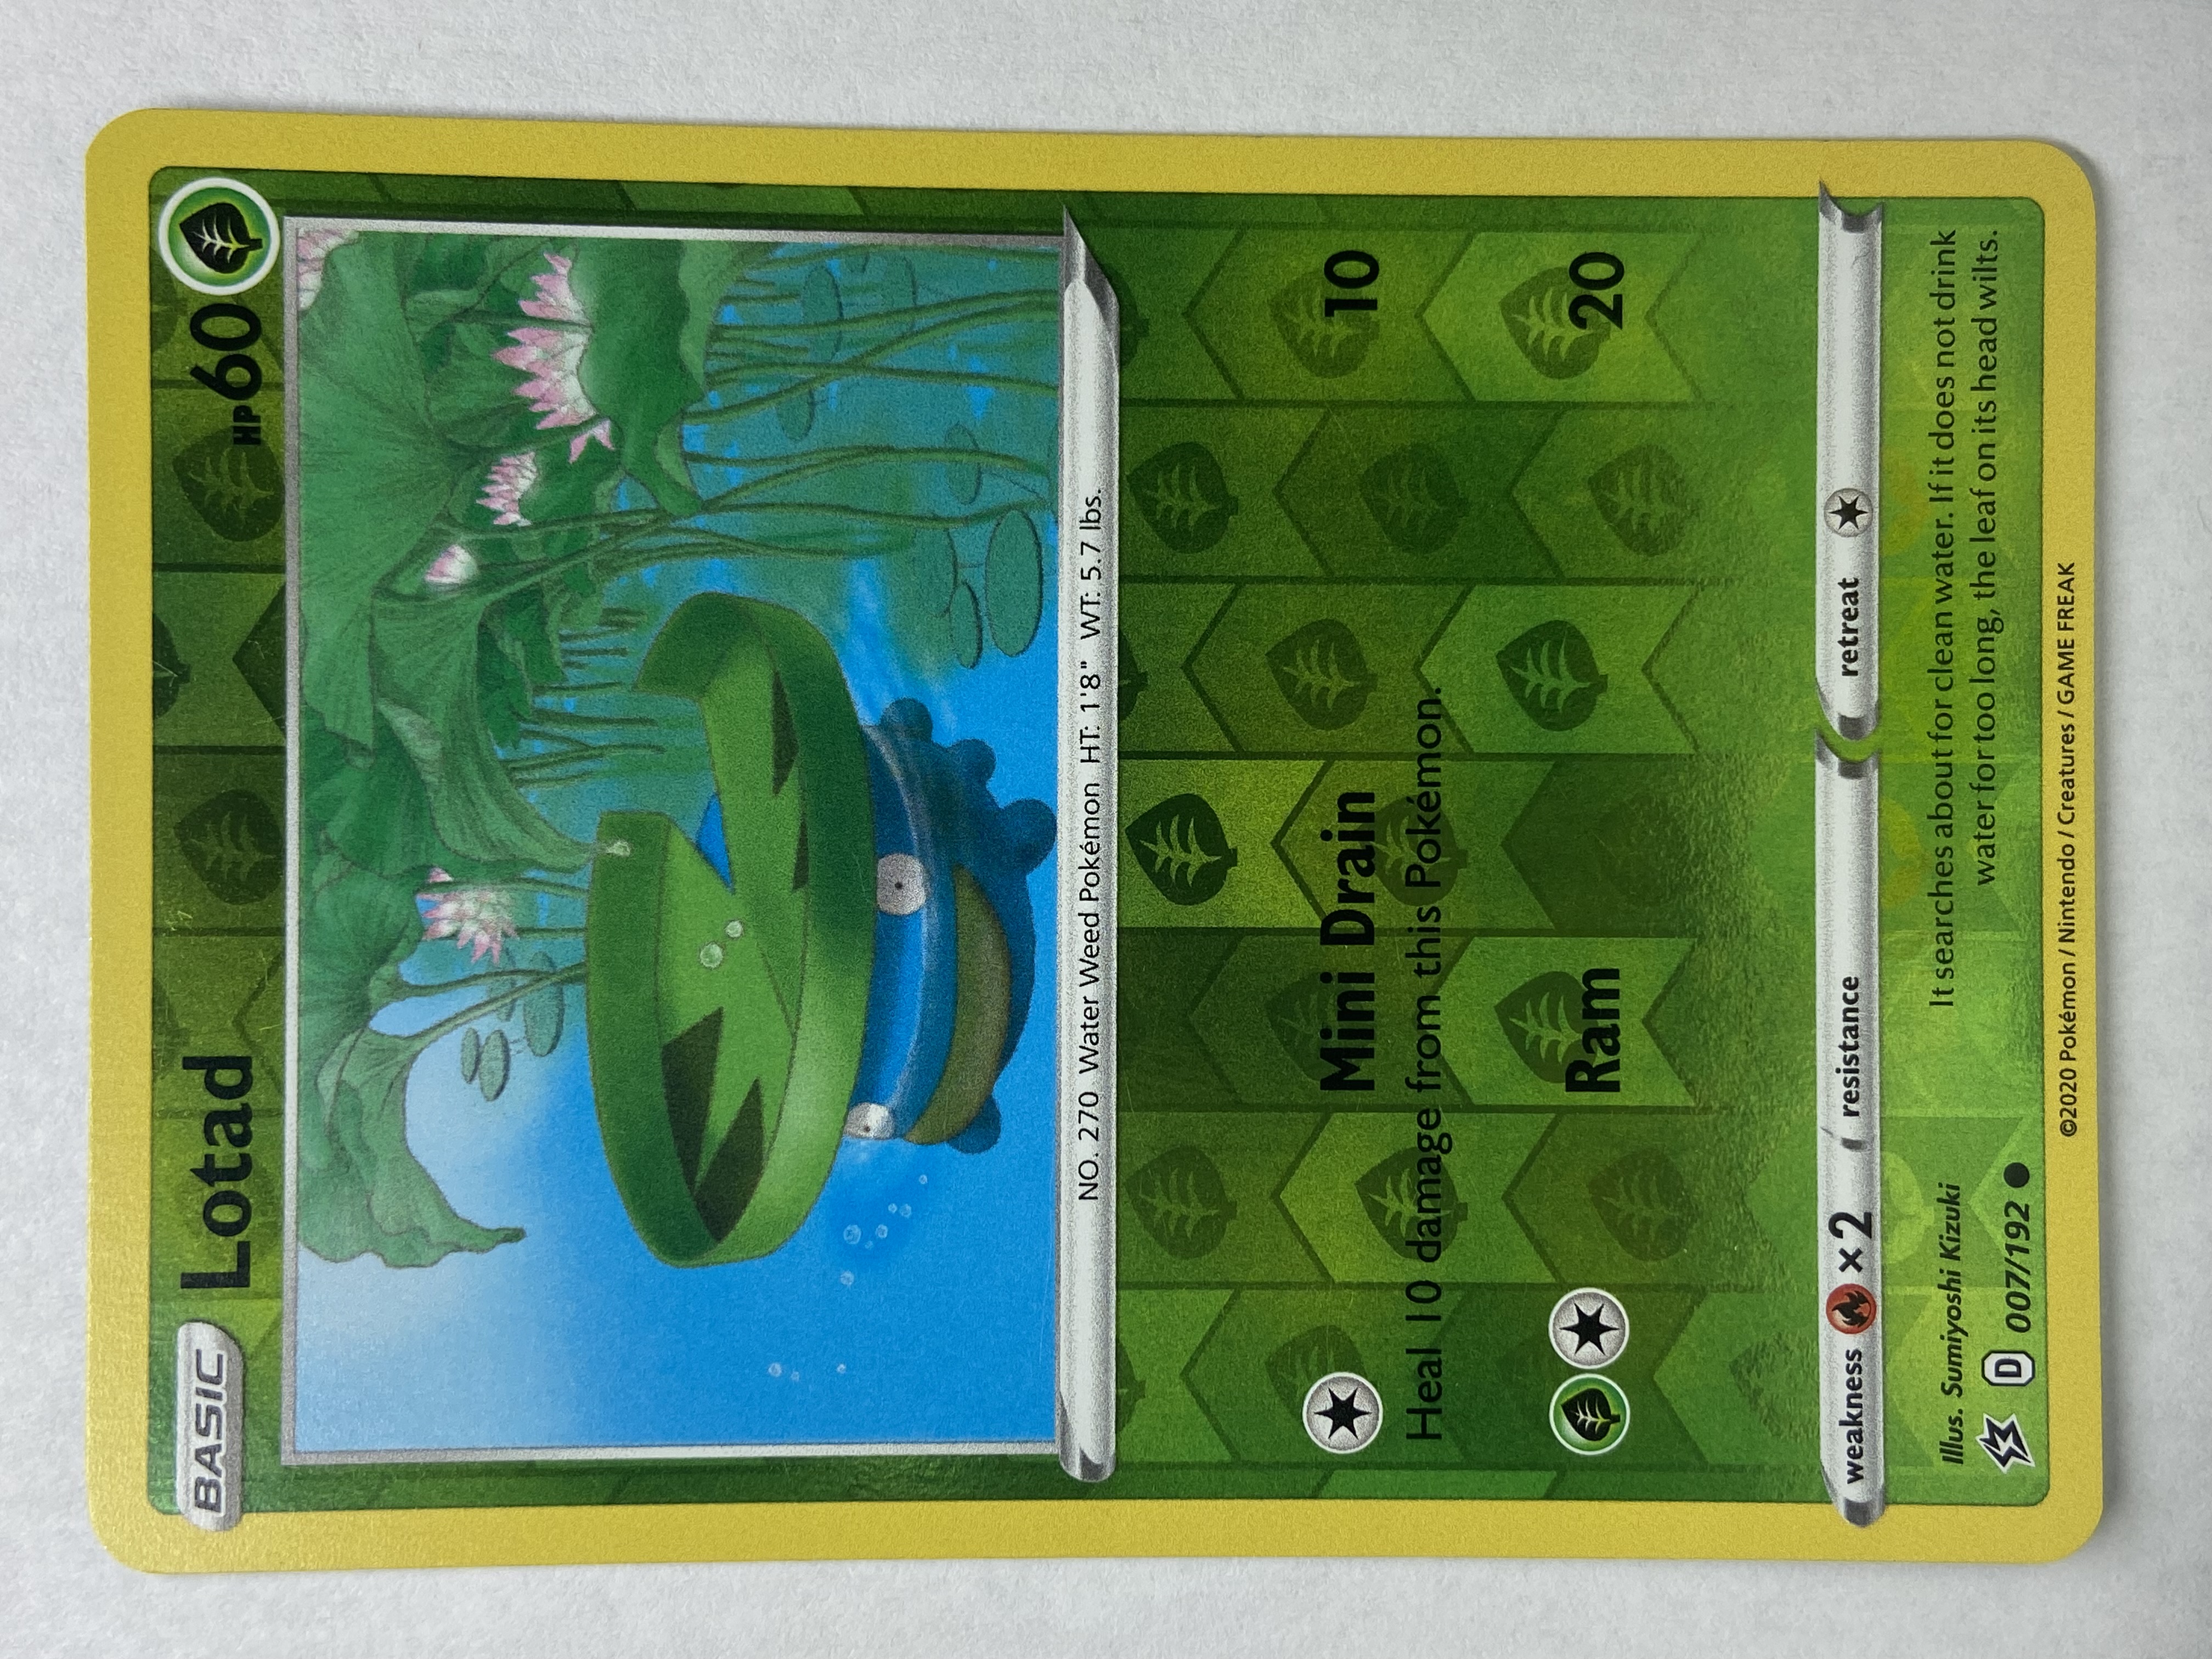 BASIC Lotad HP60
NO. 270 Water Weed Pokémon HT: 1'8" WT: 5.7 lbs.
Mini Drain 10
Heal 10 damage from this Pokémon.
Ram 20
weakness ×2 resistance retreat
Illus. Sumiyoshi Kizuki
It searches about for clean water. If it does not drink
water for too long, the leaf on its head wilts.
D 007/192 ●
©2020 Pokémon / Nintendo / Creatures / GAME FREAK